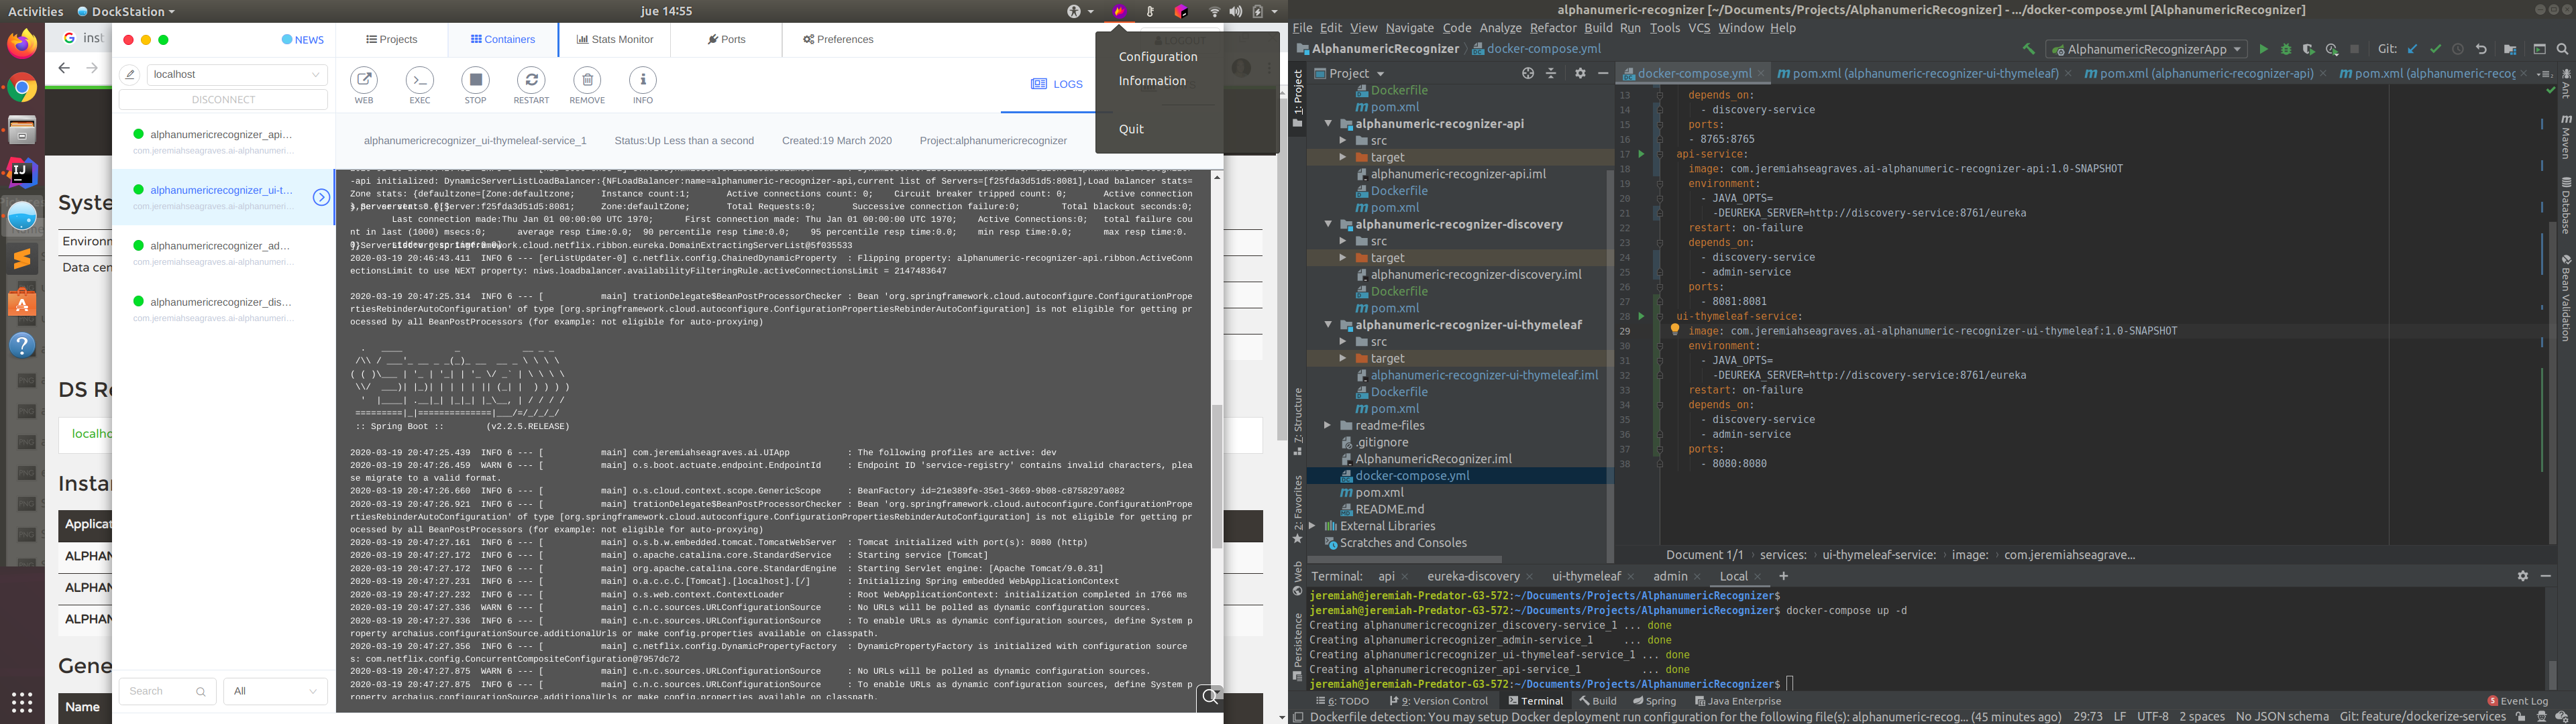 Activities
DockStation
jue 14:55
inst
NEWS
Projects
Containers
Stats Monitor
Ports
Preferences
localhost
DISCONNECT
WEB
EXEC
STOP
RESTART
REMOVE
INFO
LOGS
Configuration
Information
Quit
alphanumericrecognizer_ui-thymeleaf-service_1
Status:Up Less than a second
Created:19 March 2020
Project:alphanumericrecognizer
alphanumericrecognizer_api...
com.jeremiahseagraves.ai-alphanumeri...
alphanumericrecognizer_ui-t...
com.jeremiahseagraves.ai-alphanumeri...
alphanumericrecognizer_ad...
com.jeremiahseagraves.ai-alphanumeri...
alphanumericrecognizer_dis...
com.jeremiahseagraves.ai-alphanumeri...
Search
All
Syste
Environm
Data cen
DS Re
localho
Instan
Applicat
ALPHAN
ALPHAN
ALPHAN
Gene
Name
-api initialized: DynamicServerListLoadBalancer:{NFLoadBalancer:name=alphanumeric-recognizer-api,current list of Servers=[f25fda3d51d5:8081],Load balancer stats=
Zone stats: {defaultzone=[Zone:defaultzone; Instance count:1; Active connections count: 0; Circuit breaker tripped count: 0; Active connection
Server:f25fda3d51d5:8081; Zone:defaultZone; Total Requests:0; Successive connection failure:0; Total blackout seconds:0;
Last connection made:Thu Jan 01 00:00:00 UTC 1970; First connection made: Thu Jan 01 00:00:00 UTC 1970; Active Connections:0; total failure cou
nt in last (1000) msecs:0; average resp time:0.0; 90 percentile resp time:0.0; 95 percentile resp time:0.0; min resp time:0.0; max resp time:0.
framework.cloud.netflix.ribbon.eureka.DomainExtractingServerList@5f035533
2020-03-19 20:46:43.411 INFO 6 --- [erListUpdater-0] c.netflix.config.ChainedDynamicProperty : Flipping property: alphanumeric-recognizer-api.ribbon.ActiveConn
ectionsLimit to use NEXT property: niws.loadbalancer.availabilityFilteringRule.activeConnectionsLimit = 2147483647
2020-03-19 20:47:25.314 INFO 6 --- [ main] trationDelegate$BeanPostProcessorChecker : Bean 'org.springframework.cloud.autoconfigure.ConfigurationPrope
rtiesRebinderAutoConfiguration' of type [org.springframework.cloud.autoconfigure.ConfigurationPropertiesRebinderAutoConfiguration] is not eligible for getting pr
ocessed by all BeanPostProcessors (for example: not eligible for auto-proxying)
:: Spring Boot :: (v2.2.5.RELEASE)
2020-03-19 20:47:25.439 INFO 6 --- [ main] com.jeremiahseagraves.ai.UIApp : The following profiles are active: dev
2020-03-19 20:47:26.459 WARN 6 --- [ main] o.s.boot.actuate.endpoint.EndpointId : Endpoint ID 'service-registry' contains invalid characters, plea
se migrate to a valid format.
2020-03-19 20:47:26.660 INFO 6 --- [ main] o.s.cloud.context.scope.GenericScope : BeanFactory id=21e389fe-35e1-3669-9b08-c8758297a082
2020-03-19 20:47:26.921 INFO 6 --- [ main] trationDelegate$BeanPostProcessorChecker : Bean 'org.springframework.cloud.autoconfigure.ConfigurationPrope
rtiesRebinderAutoConfiguration' of type [org.springframework.cloud.autoconfigure.ConfigurationPropertiesRebinderAutoConfiguration] is not eligible for getting pr
ocessed by all BeanPostProcessors (for example: not eligible for auto-proxying)
2020-03-19 20:47:27.161 INFO 6 --- [ main] o.s.b.w.embedded.tomcat.TomcatWebServer : Tomcat initialized with port(s): 8080 (http)
2020-03-19 20:47:27.172 INFO 6 --- [ main] o.apache.catalina.core.StandardService : Starting service [Tomcat]
2020-03-19 20:47:27.172 INFO 6 --- [ main] org.apache.catalina.core.StandardEngine : Starting Servlet engine: [Apache Tomcat/9.0.31]
2020-03-19 20:47:27.231 INFO 6 --- [ main] o.a.c.c.C.[Tomcat].[localhost].[/] : Initializing Spring embedded WebApplicationContext
2020-03-19 20:47:27.232 INFO 6 --- [ main] o.s.web.context.ContextLoader : Root WebApplicationContext: initialization completed in 1766 ms
2020-03-19 20:47:27.336 WARN 6 --- [ main] c.n.c.sources.URLConfigurationSource : No URLs will be polled as dynamic configuration sources.
2020-03-19 20:47:27.336 INFO 6 --- [ main] c.n.c.sources.URLConfigurationSource : To enable URLs as dynamic configuration sources, define System p
roperty archaius.configurationSource.additionalUrls or make config.properties available on classpath.
2020-03-19 20:47:27.356 INFO 6 --- [ main] c.netflix.config.DynamicPropertyFactory : DynamicPropertyFactory is initialized with configuration source
s: com.netflix.config.ConcurrentCompositeConfiguration@7957dc72
2020-03-19 20:47:27.875 WARN 6 --- [ main] c.n.c.sources.URLConfigurationSource : No URLs will be polled as dynamic configuration sources.
2020-03-19 20:47:27.875 INFO 6 --- [ main] c.n.c.sources.URLConfigurationSource : To enable URLs as dynamic configuration sources, define System p
roperty archaius.configurationSource.additionalUrls or make config.properties available on classpath.
alphanumeric-recognizer [~/Documents/Projects/AlphanumericRecognizer] - .../docker-compose.yml [AlphanumericRecognizer]
File Edit View Navigate Code Analyze Refactor Build Run Tools VCS Window Help
AlphanumericRecognizer
docker-compose.yml
AlphanumericRecognizerApp
Git:
Project
docker-compose.yml
pom.xml (alphanumeric-recognizer-ui-thymeleaf)
pom.xml (alphanumeric-recognizer-api)
pom.xml (alphanumeric-recog
1: Project
7: Structure
2: Favorites
Web
Persistence
Dockerfile
pom.xml
alphanumeric-recognizer-api
src
target
alphanumeric-recognizer-api.iml
Dockerfile
pom.xml
alphanumeric-recognizer-discovery
src
target
alphanumeric-recognizer-discovery.iml
Dockerfile
pom.xml
alphanumeric-recognizer-ui-thymeleaf
src
target
alphanumeric-recognizer-ui-thymeleaf.iml
Dockerfile
pom.xml
readme-files
.gitignore
AlphanumericRecognizer.iml
docker-compose.yml
pom.xml
README.md
External Libraries
Scratches and Consoles
13 depends_on:
14 - discovery-service
15 ports:
16 - 8765:8765
17 api-service:
18 image: com.jeremiahseagraves.ai-alphanumeric-recognizer-api:1.0-SNAPSHOT
19 environment:
20 - JAVA_OPTS=
21 -DEUREKA_SERVER=http://discovery-service:8761/eureka
22 restart: on-failure
23 depends_on:
24 - discovery-service
25 - admin-service
26 ports:
27 - 8081:8081
28 ui-thymeleaf-service:
29 image: com.jeremiahseagraves.ai-alphanumeric-recognizer-ui-thymeleaf:1.0-SNAPSHOT
30 environment:
31 - JAVA_OPTS=
32 -DEUREKA_SERVER=http://discovery-service:8761/eureka
33 restart: on-failure
34 depends_on:
35 - discovery-service
36 - admin-service
37 ports:
38 - 8080:8080
Ant
Maven
Database
Bean Validation
Document 1/1 › services: › ui-thymeleaf-service: › image: › com.jeremiahseagrave...
Terminal: api eureka-discovery ui-thymeleaf admin Local
jeremiah@jeremiah-Predator-G3-572:~/Documents/Projects/AlphanumericRecognizer$
jeremiah@jeremiah-Predator-G3-572:~/Documents/Projects/AlphanumericRecognizer$ docker-compose up -d
Creating alphanumericrecognizer_discovery-service_1 ... done
Creating alphanumericrecognizer_admin-service_1 ... done
Creating alphanumericrecognizer_ui-thymeleaf-service_1 ... done
Creating alphanumericrecognizer_api-service_1 ... done
jeremiah@jeremiah-Predator-G3-572:~/Documents/Projects/AlphanumericRecognizer$
6: TODO
9: Version Control
Terminal
Build
Spring
Java Enterprise
Event Log
Dockerfile detection: You may setup Docker deployment run configuration for the following file(s): alphanumeric-recog... (45 minutes ago)
29:73 LF UTF-8 2 spaces No JSON schema Git: feature/dockerize-services